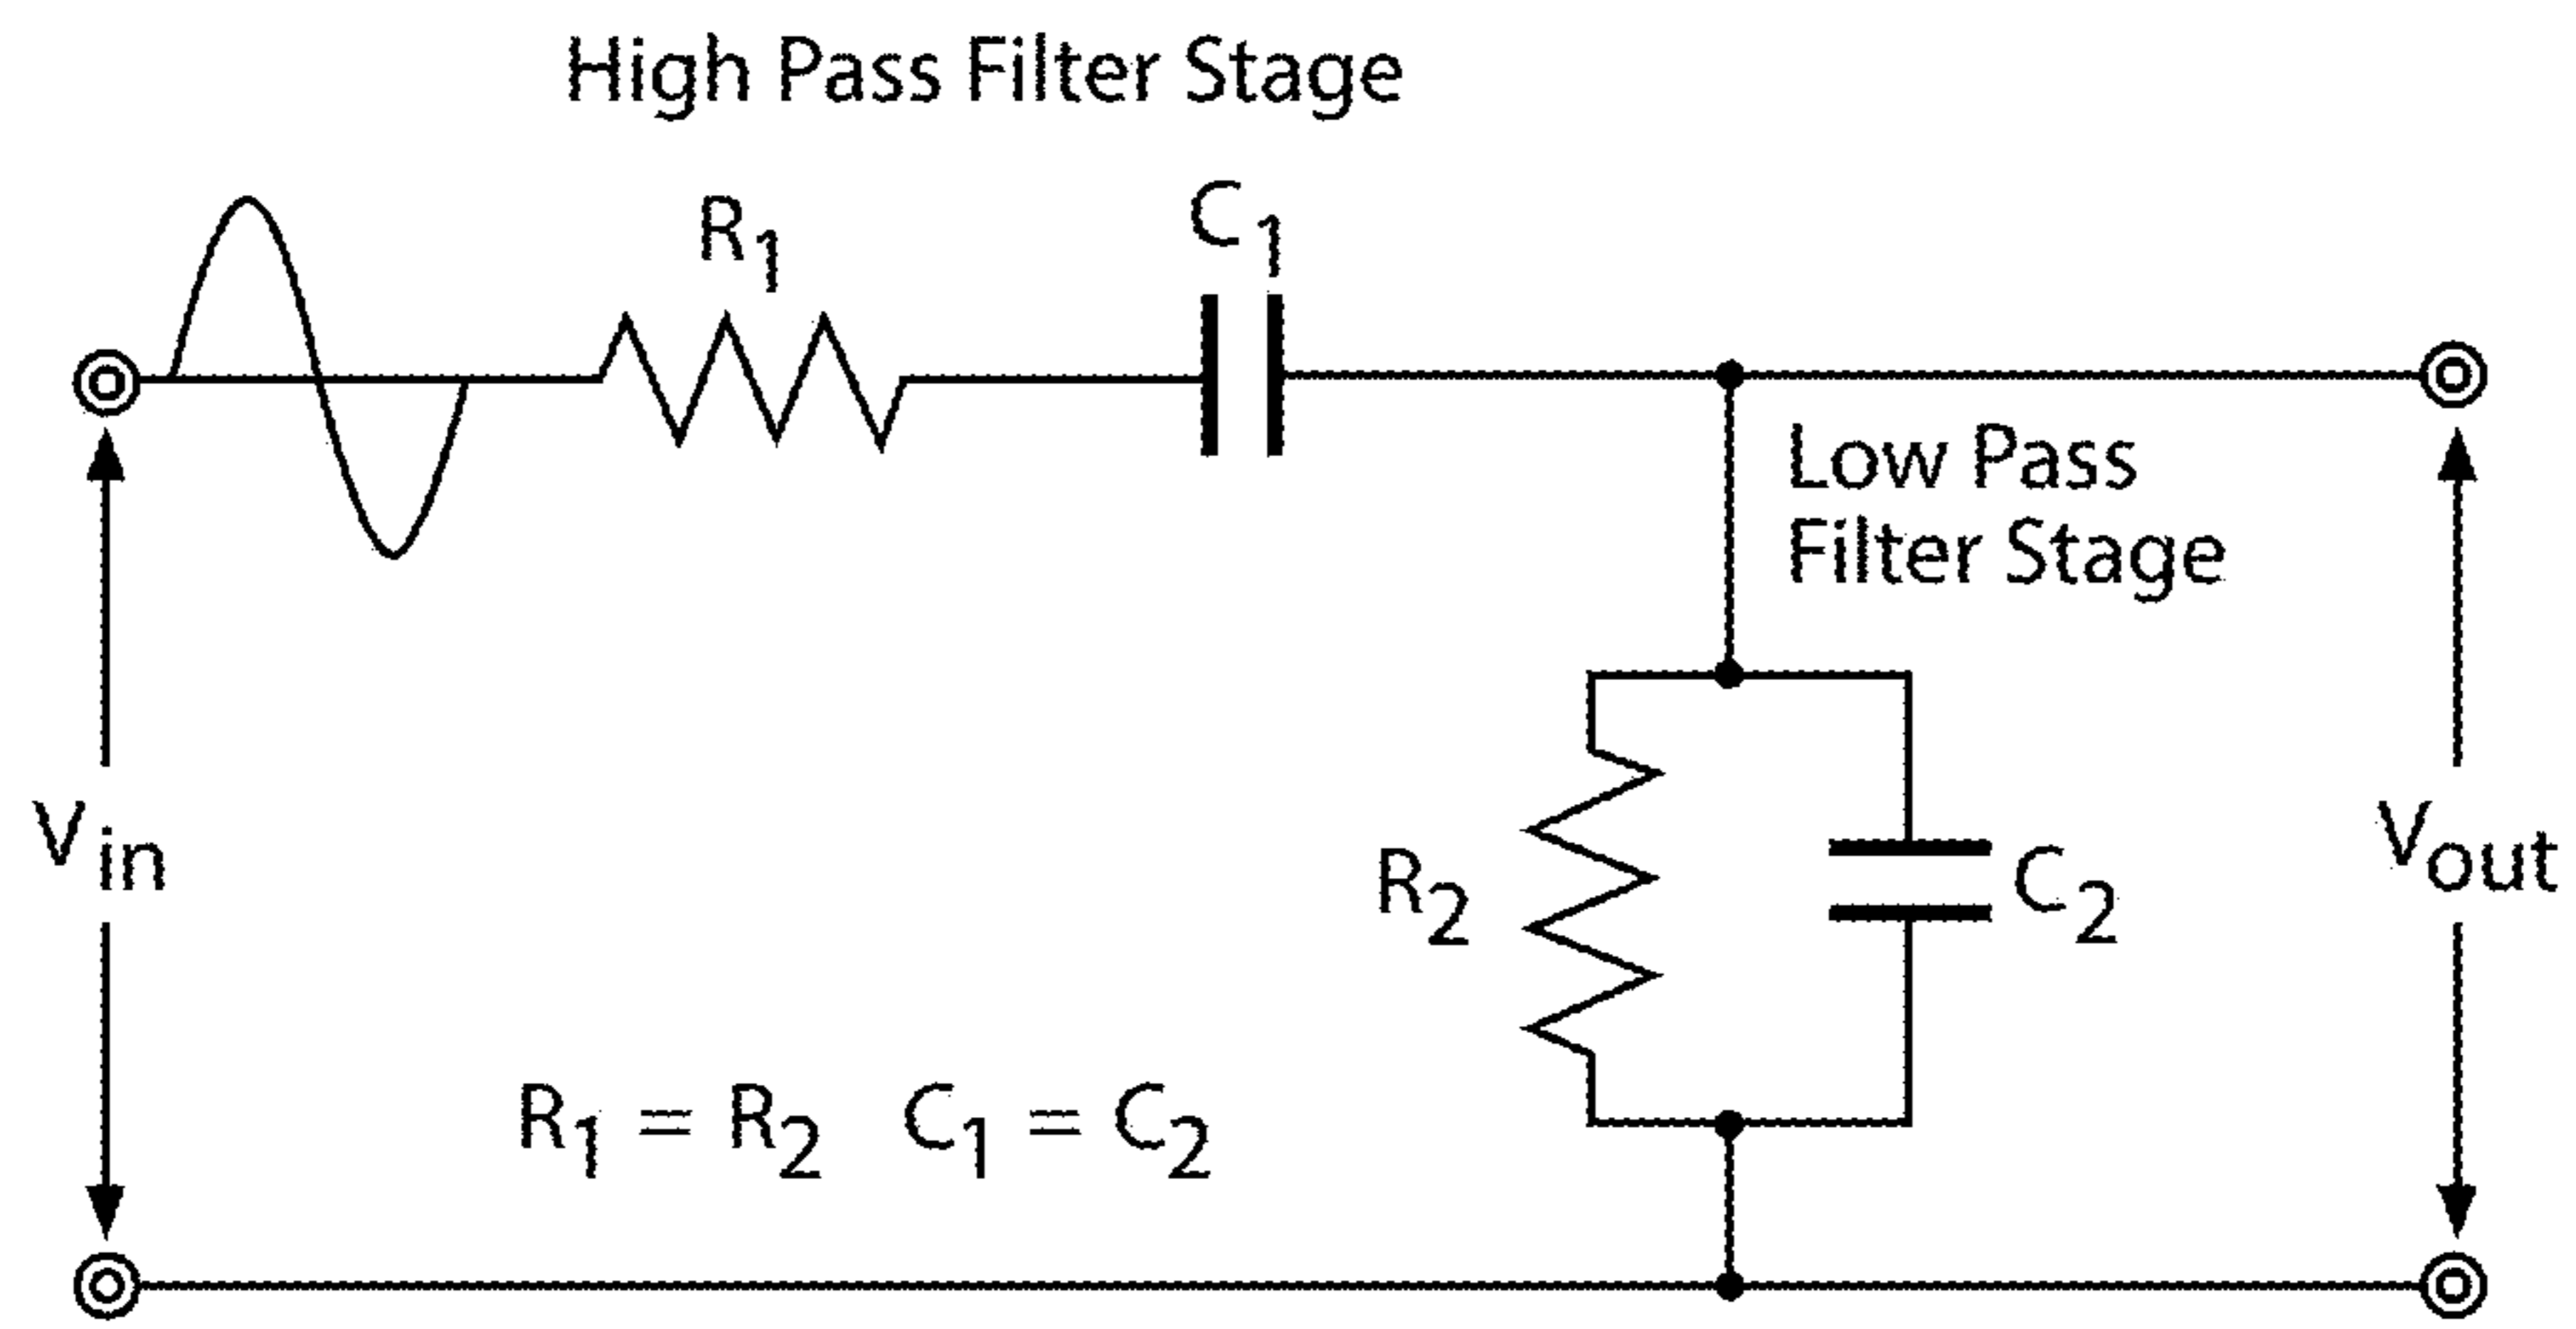 High Pass Filter Stage
R1
C1
Low Pass
Filter Stage
Vin
R2
C2
Vout
R1 = R2 C1 = C2